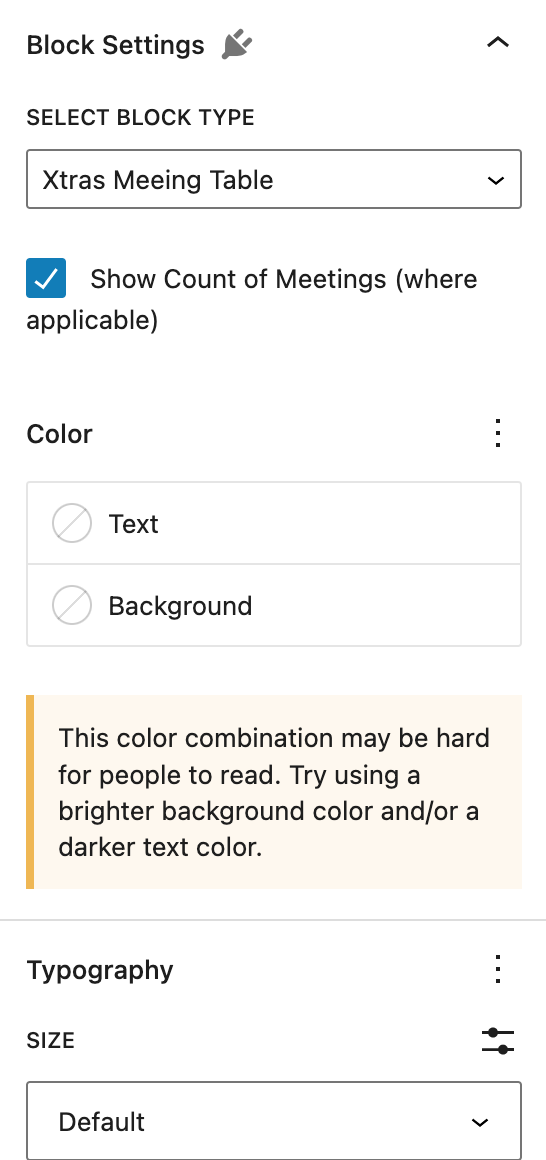 Block Settings
SELECT BLOCK TYPE
Xtras Meeing Table
Show Count of Meetings (where
applicable)
Color
Text
Background
This color combination may be hard
for people to read. Try using a
brighter background color and/or a
darker text color.
Typography
SIZE
Default